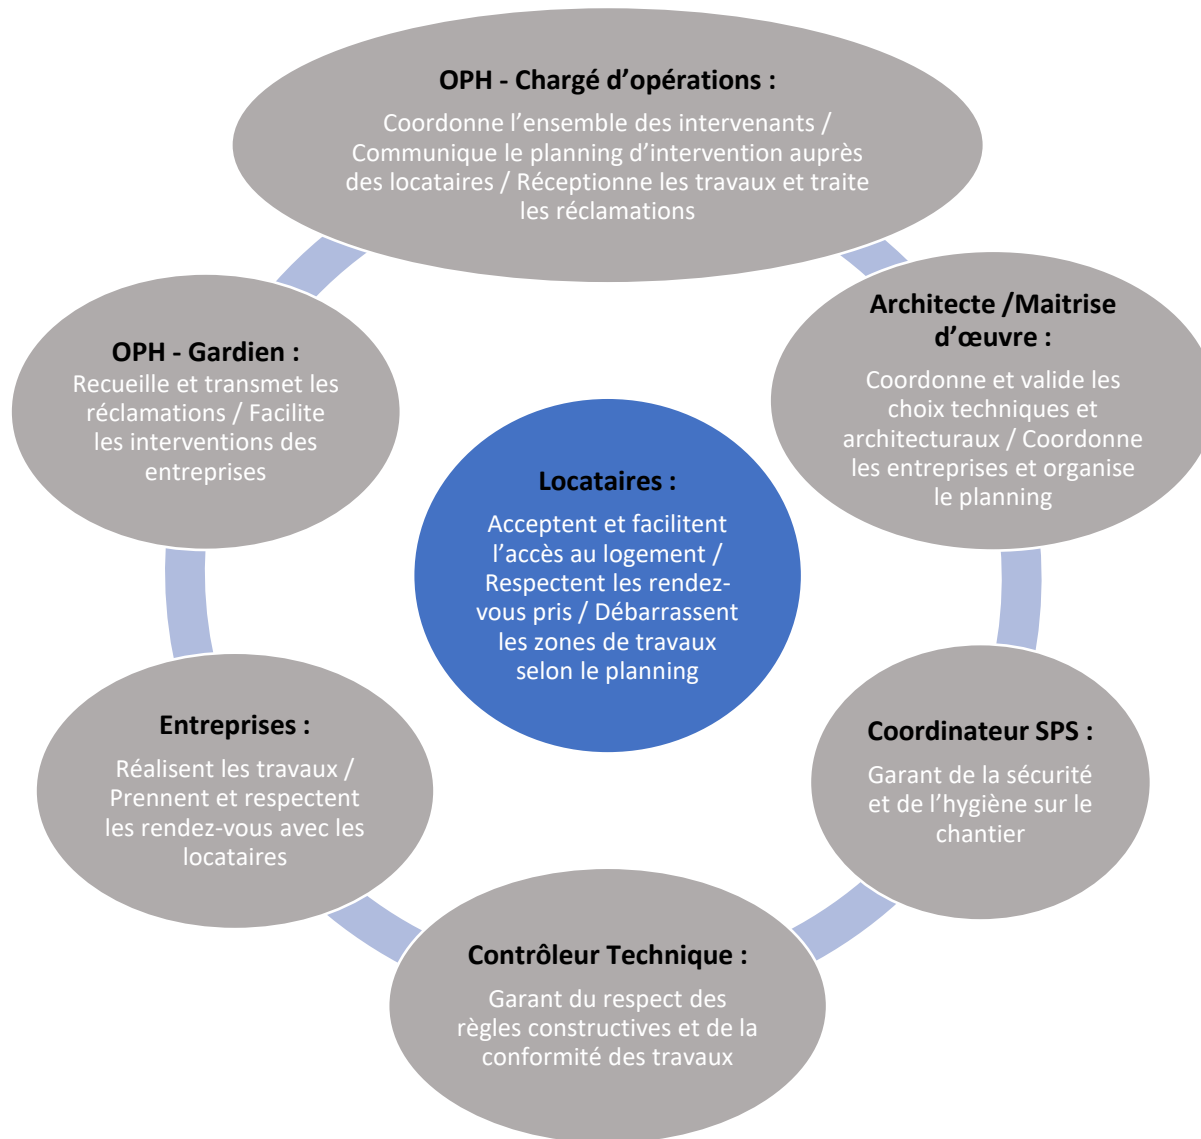 OPH - Chargé d’opérations :
Coordonne l’ensemble des intervenants /
Communique le planning d’intervention auprès
des locataires / Réceptionne les travaux et traite
les réclamations
Architecte /Maitrise
d’œuvre :
Coordonne et valide les
choix techniques et
architecturaux / Coordonne
les entreprises et organise
le planning
OPH - Gardien :
Recueille et transmet les
réclamations / Facilite
les interventions des
entreprises
Locataires :
Acceptent et facilitent
l’accès au logement /
Respectent les rendez-
vous pris / Débarrassent
les zones de travaux
selon le planning
Entreprises :
Réalisent les travaux /
Prennent et respectent
les rendez-vous avec les
locataires
Coordinateur SPS :
Garant de la sécurité
et de l’hygiène sur le
chantier
Contrôleur Technique :
Garant du respect des
règles constructives et de la
conformité des travaux